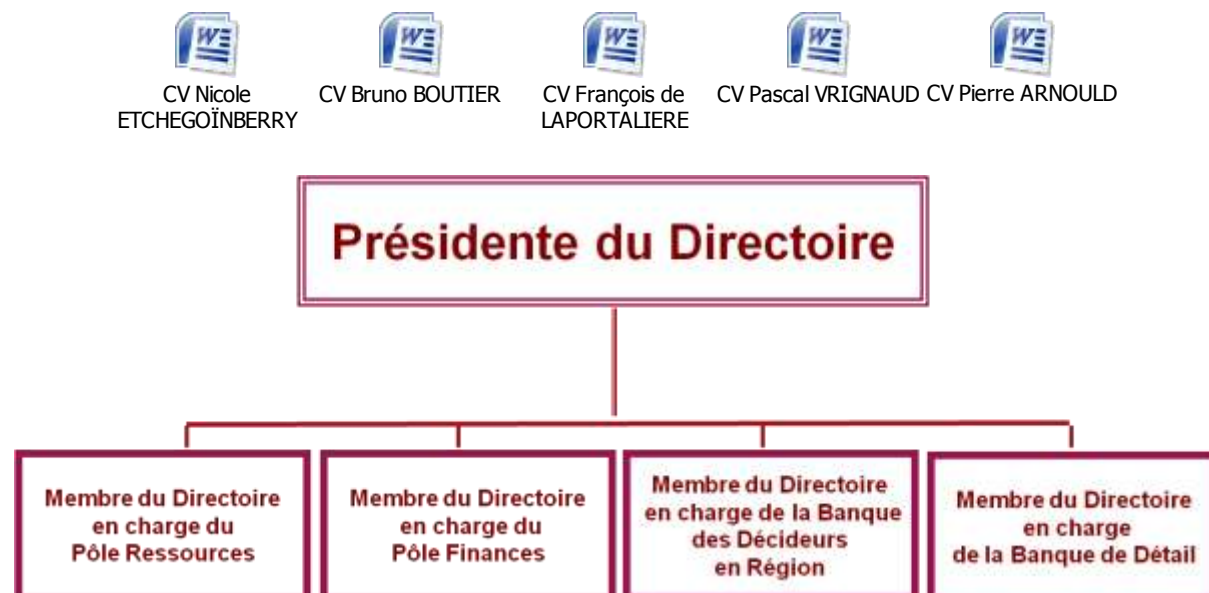 CV Nicole
ETCHEGOÏNBERRY
CV Bruno BOUTIER
CV François de
LAPORTALIERE
CV Pascal VRIGNAUD
CV Pierre ARNOULD
Présidente du Directoire
Membre du Directoire
en charge du
Pôle Ressources
Membre du Directoire
en charge du
Pôle Finances
Membre du Directoire
en charge de la Banque
des Décideurs
en Région
Membre du Directoire
en charge
de la Banque de Détail